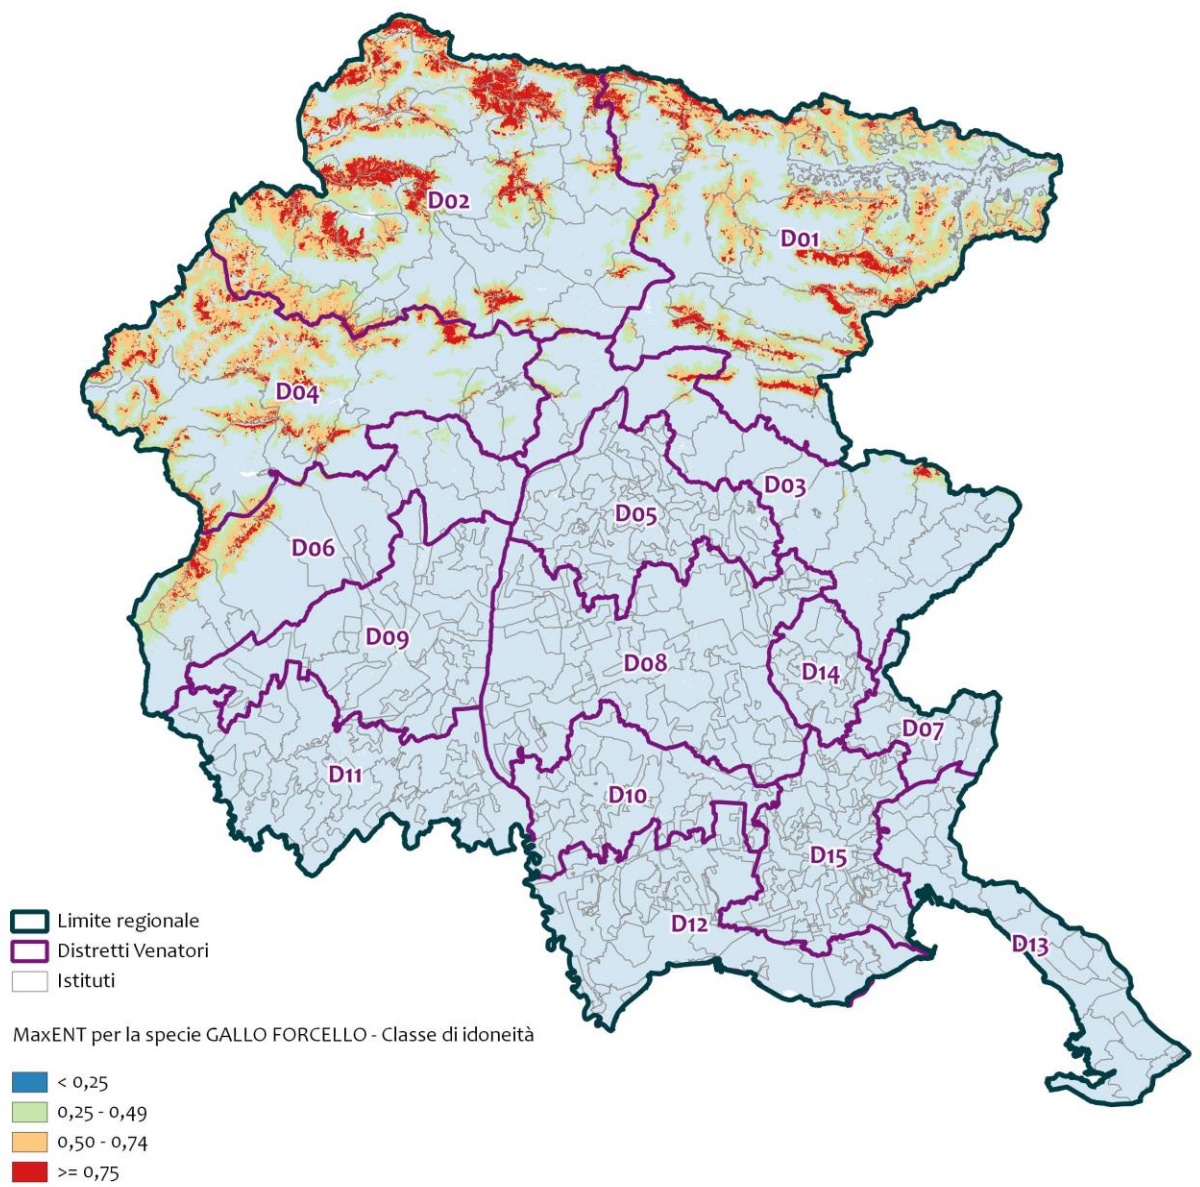 D02
D01
D04
D03
D05
D06
D09
D08
D14
D07
D11
D10
D15
D12
D13
Limite regionale
Distretti Venatori
Istituti
MaxENT per la specie GALLO FORCELLO - Classe di idoneità
< 0,25
0,25 - 0,49
0,50 - 0,74
>= 0,75